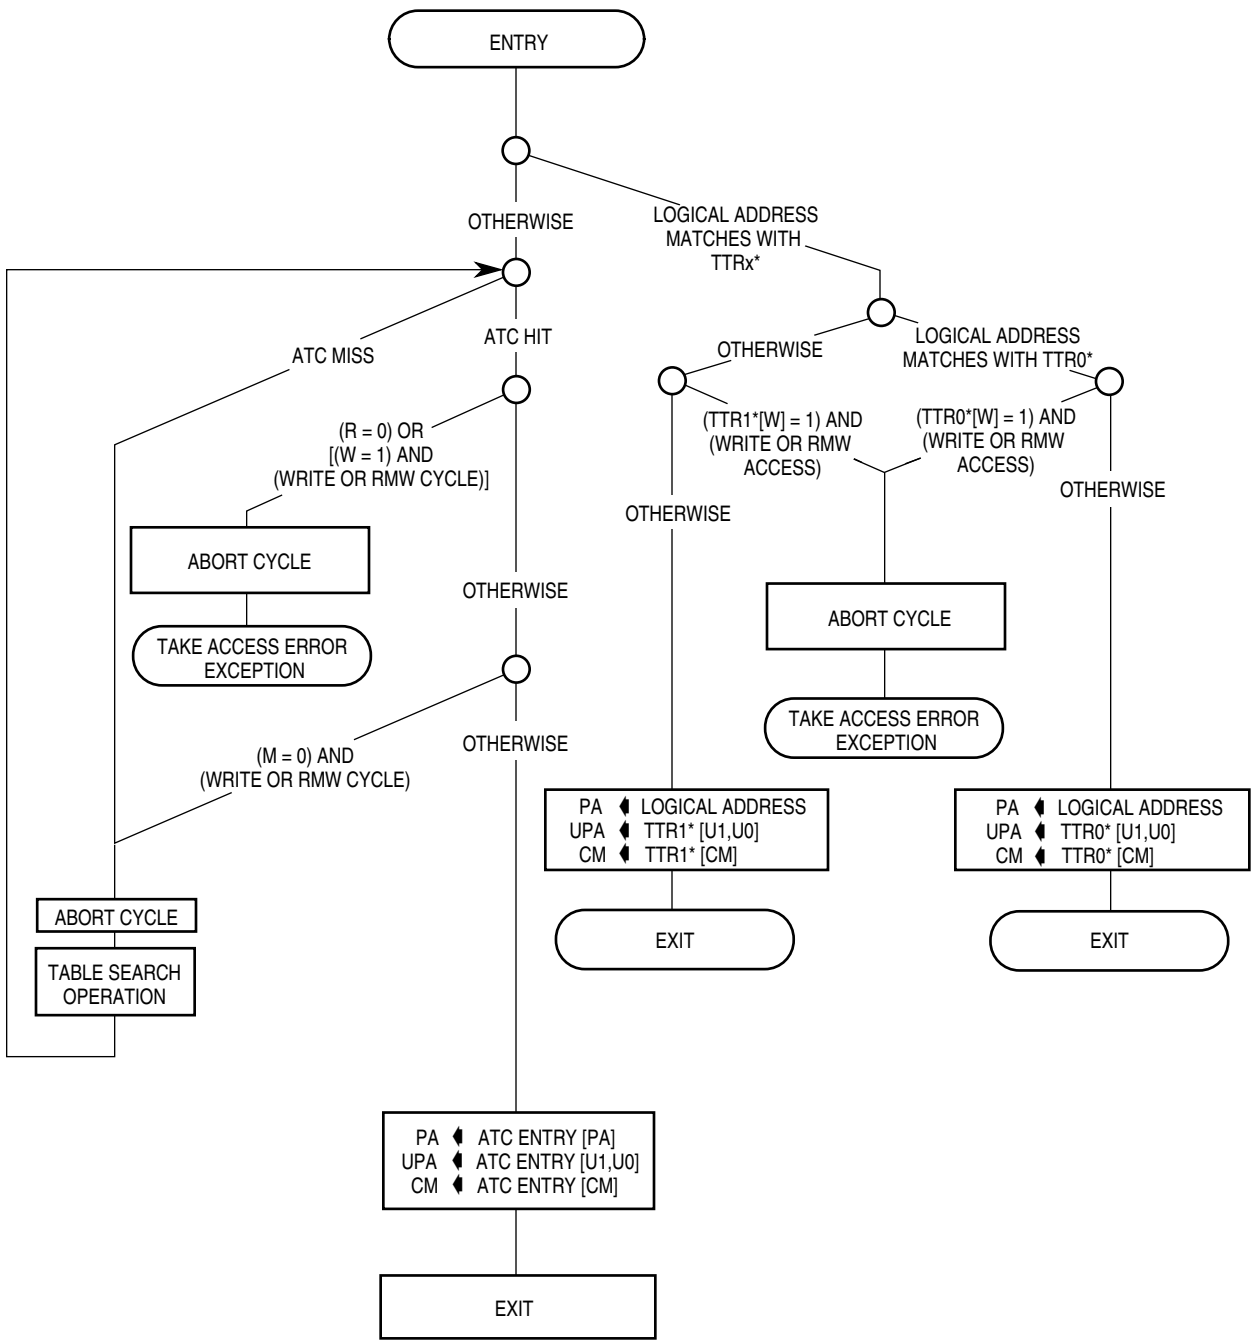 ENTRY
OTHERWISE
LOGICAL ADDRESS
MATCHES WITH
TTRx*
ATC MISS
ATC HIT
OTHERWISE
LOGICAL ADDRESS
MATCHES WITH TTR0*
(R = 0) OR
[(W = 1) AND
(WRITE OR RMW CYCLE)]
(TTR1*[W] = 1) AND
(WRITE OR RMW
ACCESS)
(TTR0*[W] = 1) AND
(WRITE OR RMW
ACCESS)
OTHERWISE
OTHERWISE
ABORT CYCLE
OTHERWISE
ABORT CYCLE
TAKE ACCESS ERROR
EXCEPTION
TAKE ACCESS ERROR
EXCEPTION
(M = 0) AND
(WRITE OR RMW CYCLE)
OTHERWISE
PA LOGICAL ADDRESS
UPA TTR1* [U1,U0]
CM TTR1* [CM]
PA LOGICAL ADDRESS
UPA TTR0* [U1,U0]
CM TTR0* [CM]
ABORT CYCLE
EXIT
EXIT
TABLE SEARCH
OPERATION
PA ATC ENTRY [PA]
UPA ATC ENTRY [U1,U0]
CM ATC ENTRY [CM]
EXIT